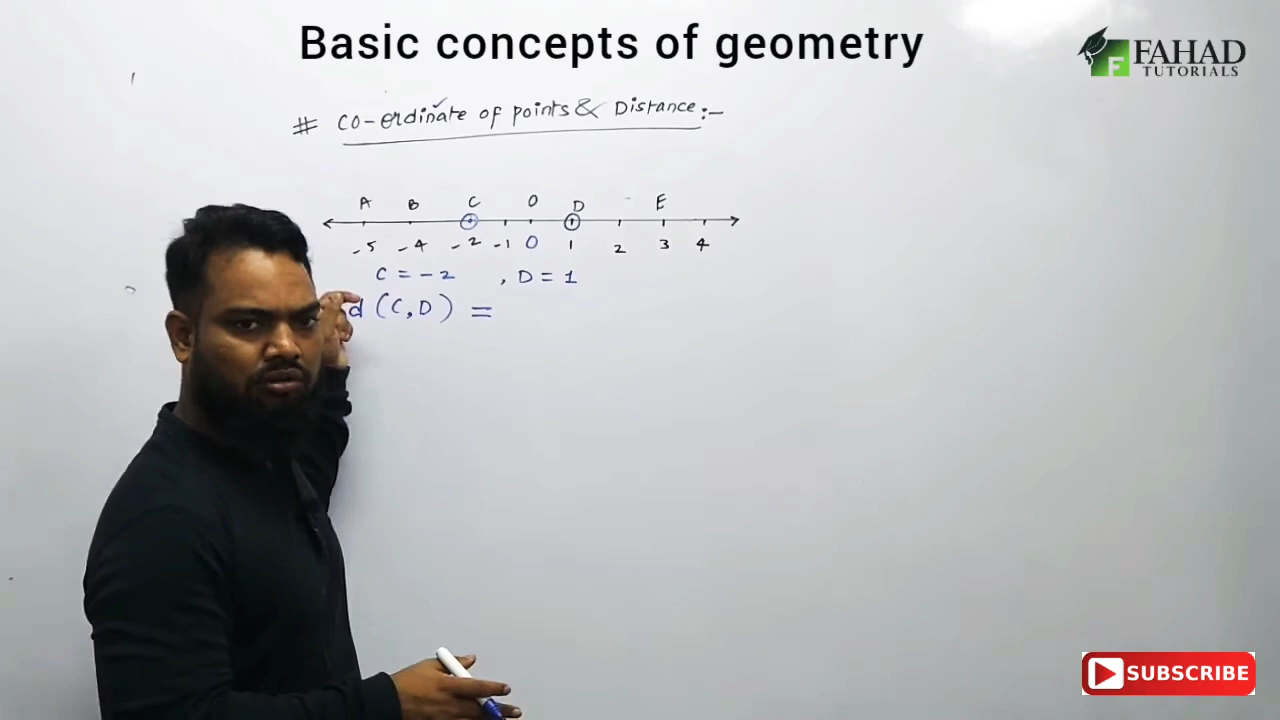 Basic concepts of geometry
FAHAD
TUTORIALS
F
# CO-erdinate of points & Distance :-
A B C O D E
-5 -4 -2 -1 0 1 2 3 4
C = -2 , D = 1
d (C, D) =
SUBSCRIBE